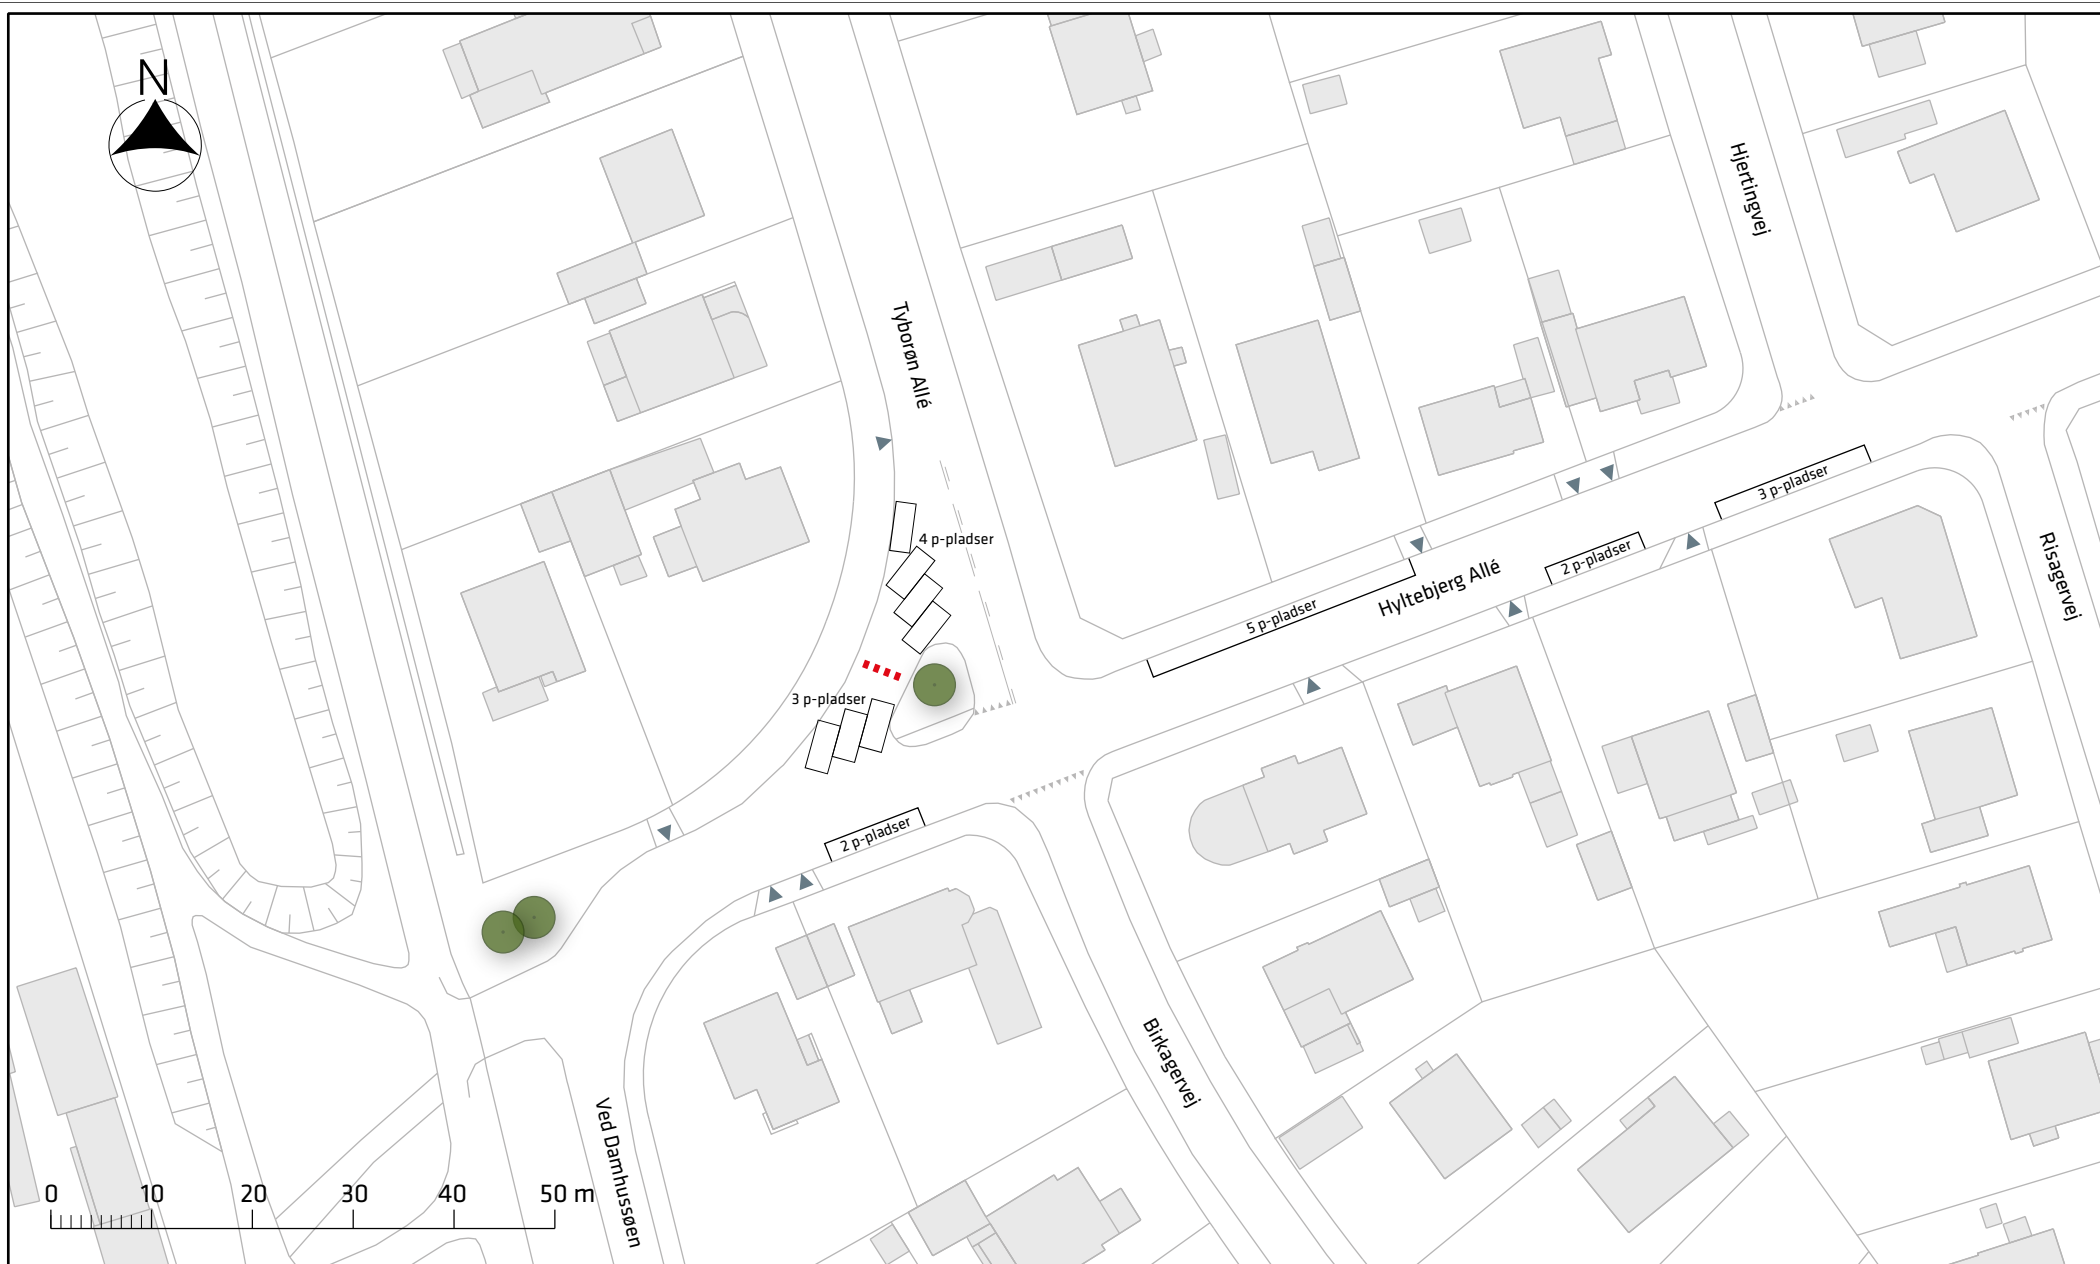 N
Hjertingvej
Tyborøn Allé
3 p-pladser
4 p-pladser
2 p-pladser
Risagervej
Hyltebjerg Allé
5 p-pladser
3 p-pladser
2 p-pladser
Birkagervej
Ved Damhussøen
0 10 20 30 40 50 m